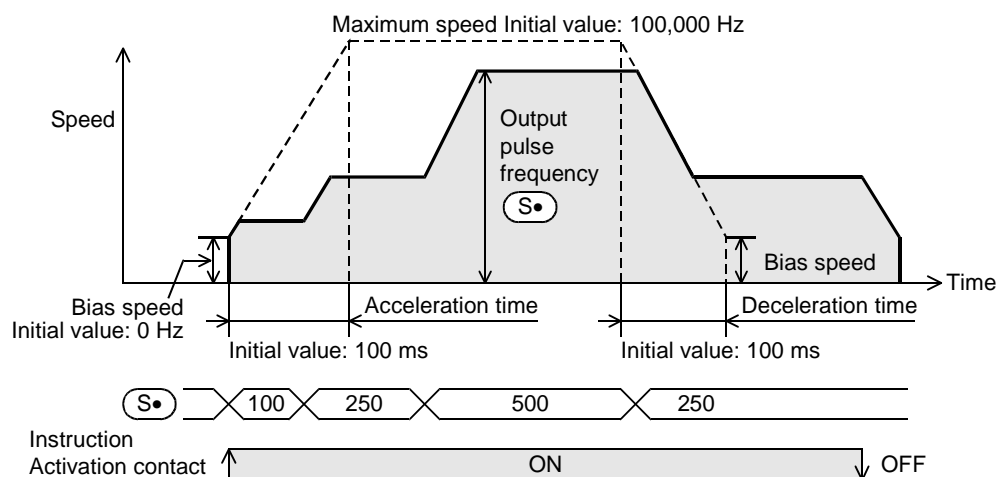 Maximum speed Initial value: 100,000 Hz
Speed
Output
pulse
frequency
S•
Bias speed
Time
Bias speed
Initial value: 0 Hz
Acceleration time
Deceleration time
Initial value: 100 ms
Initial value: 100 ms
S•
100
250
500
250
Instruction
Activation contact
ON
OFF